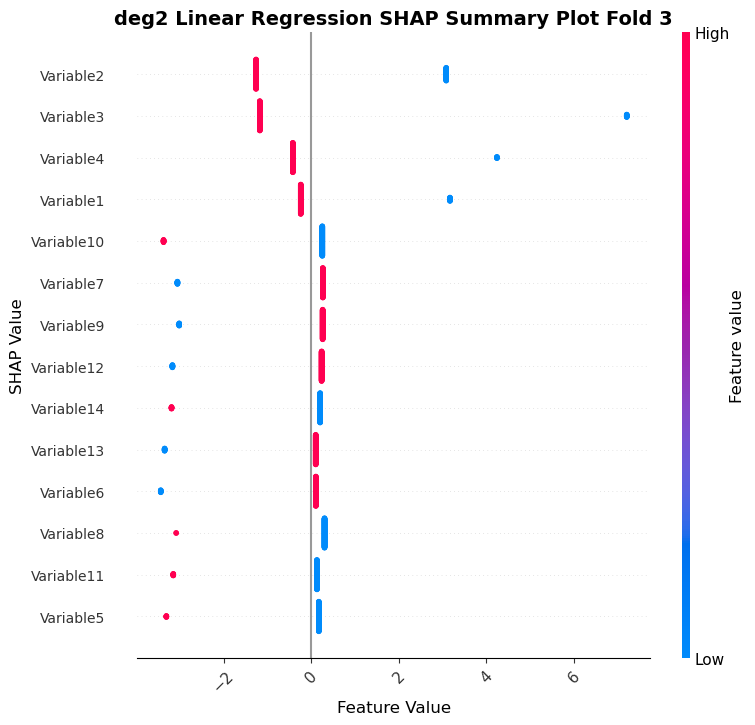 deg2 Linear Regression SHAP Summary Plot Fold 3
High
Variable2
Variable3
Variable4
Variable1
Variable10
Variable7
Variable9
Variable12
Variable14
Variable13
Variable6
Variable8
Variable11
Variable5
SHAP Value
Feature value
Low
−2 0 2 4 6
Feature Value